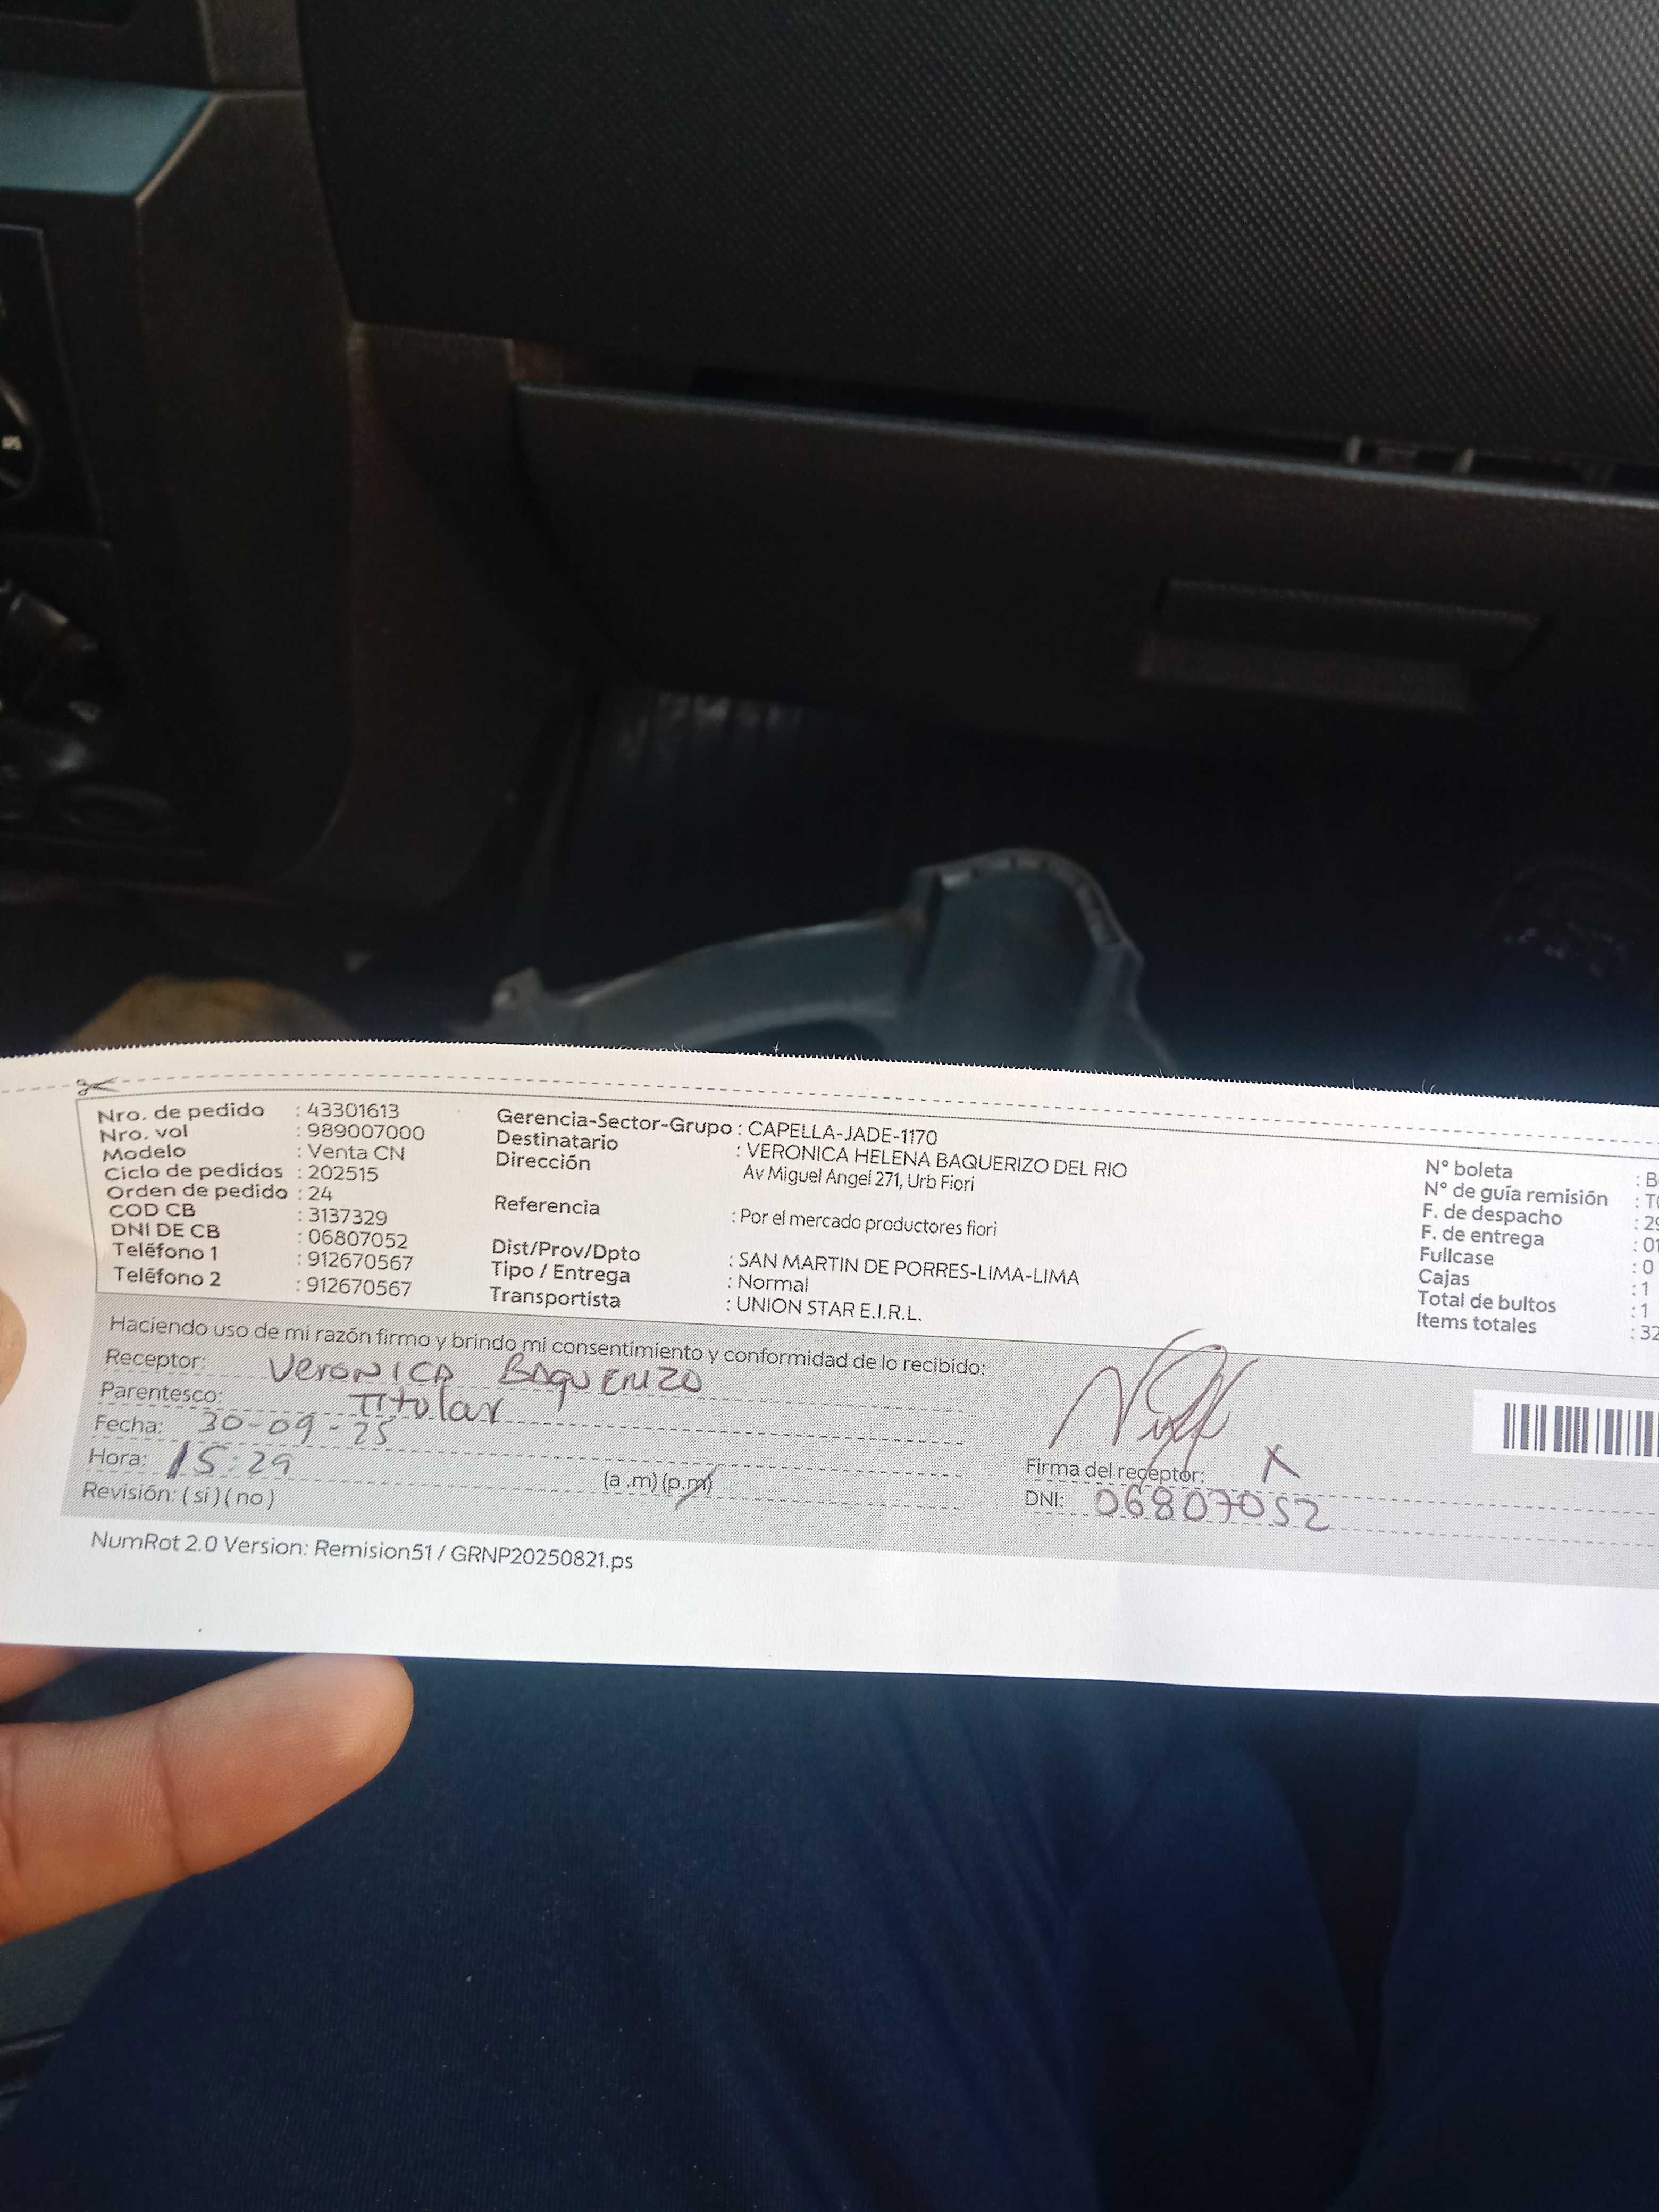 Nro. de pedido : 43301613
Nro. vol : 989007000
Modelo : Venta CN
Ciclo de pedidos : 202515
Orden de pedido : 24
COD CB : 3137329
DNI DE CB : 06807052
Teléfono 1 : 912670567
Teléfono 2 : 912670567
Gerencia-Sector-Grupo : CAPELLA-JADE-1170
Destinatario : VERONICA HELENA BAQUERIZO DEL RIO
Dirección Av Miguel Angel 271, Urb Fiori
Referencia : Por el mercado productores fiori
Dist/Prov/Dpto : SAN MARTIN DE PORRES-LIMA-LIMA
Tipo / Entrega : Normal
Transportista : UNION STAR E.I.R.L.
N° boleta : B
N° de guía remisión : T
F. de despacho : 29
F. de entrega : 01
Fullcase : 0
Cajas : 1
Total de bultos : 1
Items totales : 32
Haciendo uso de mi razón firmo y brindo mi consentimiento y conformidad de lo recibido:
Receptor: VERONICA BAQUERIZO
Parentesco: Titular
Fecha: 30-09-25
Hora: 15:29 (a .m) (p.m)
Revisión: ( si ) ( no )
Firma del receptor: X
DNI: 06807052
NumRot 2.0 Version: Remision51 / GRNP20250821.ps